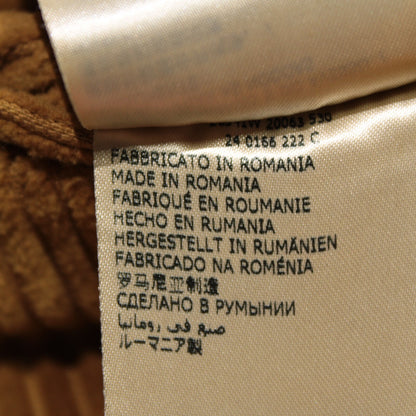 24 0166 222 C
FABBRICATO IN ROMANIA
MADE IN ROMANIA
FABRIQUÉ EN ROUMANIE
HECHO EN RUMANIA
HERGESTELLT IN RUMÄNIEN
FABRICADO NA ROMÉNIA
罗马尼亚制造
СДЕЛАНО В РУМЫНИИ
صنع في رومانيا
ルーマニア製